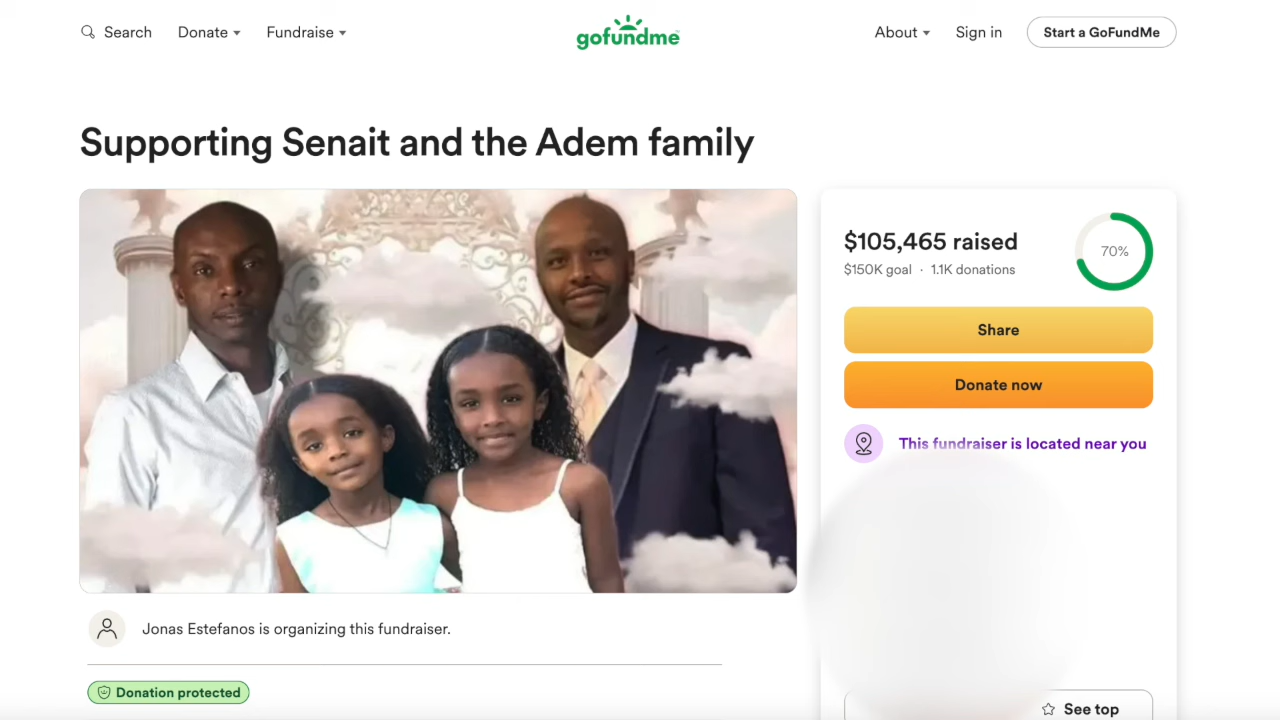 Search
Donate
Fundraise
gofundme
About
Sign in
Start a GoFundMe
Supporting Senait and the Adem family
$105,465 raised
$150K goal · 1.1K donations
70%
Share
Donate now
This fundraiser is located near you
Jonas Estefanos is organizing this fundraiser.
Donation protected
See top